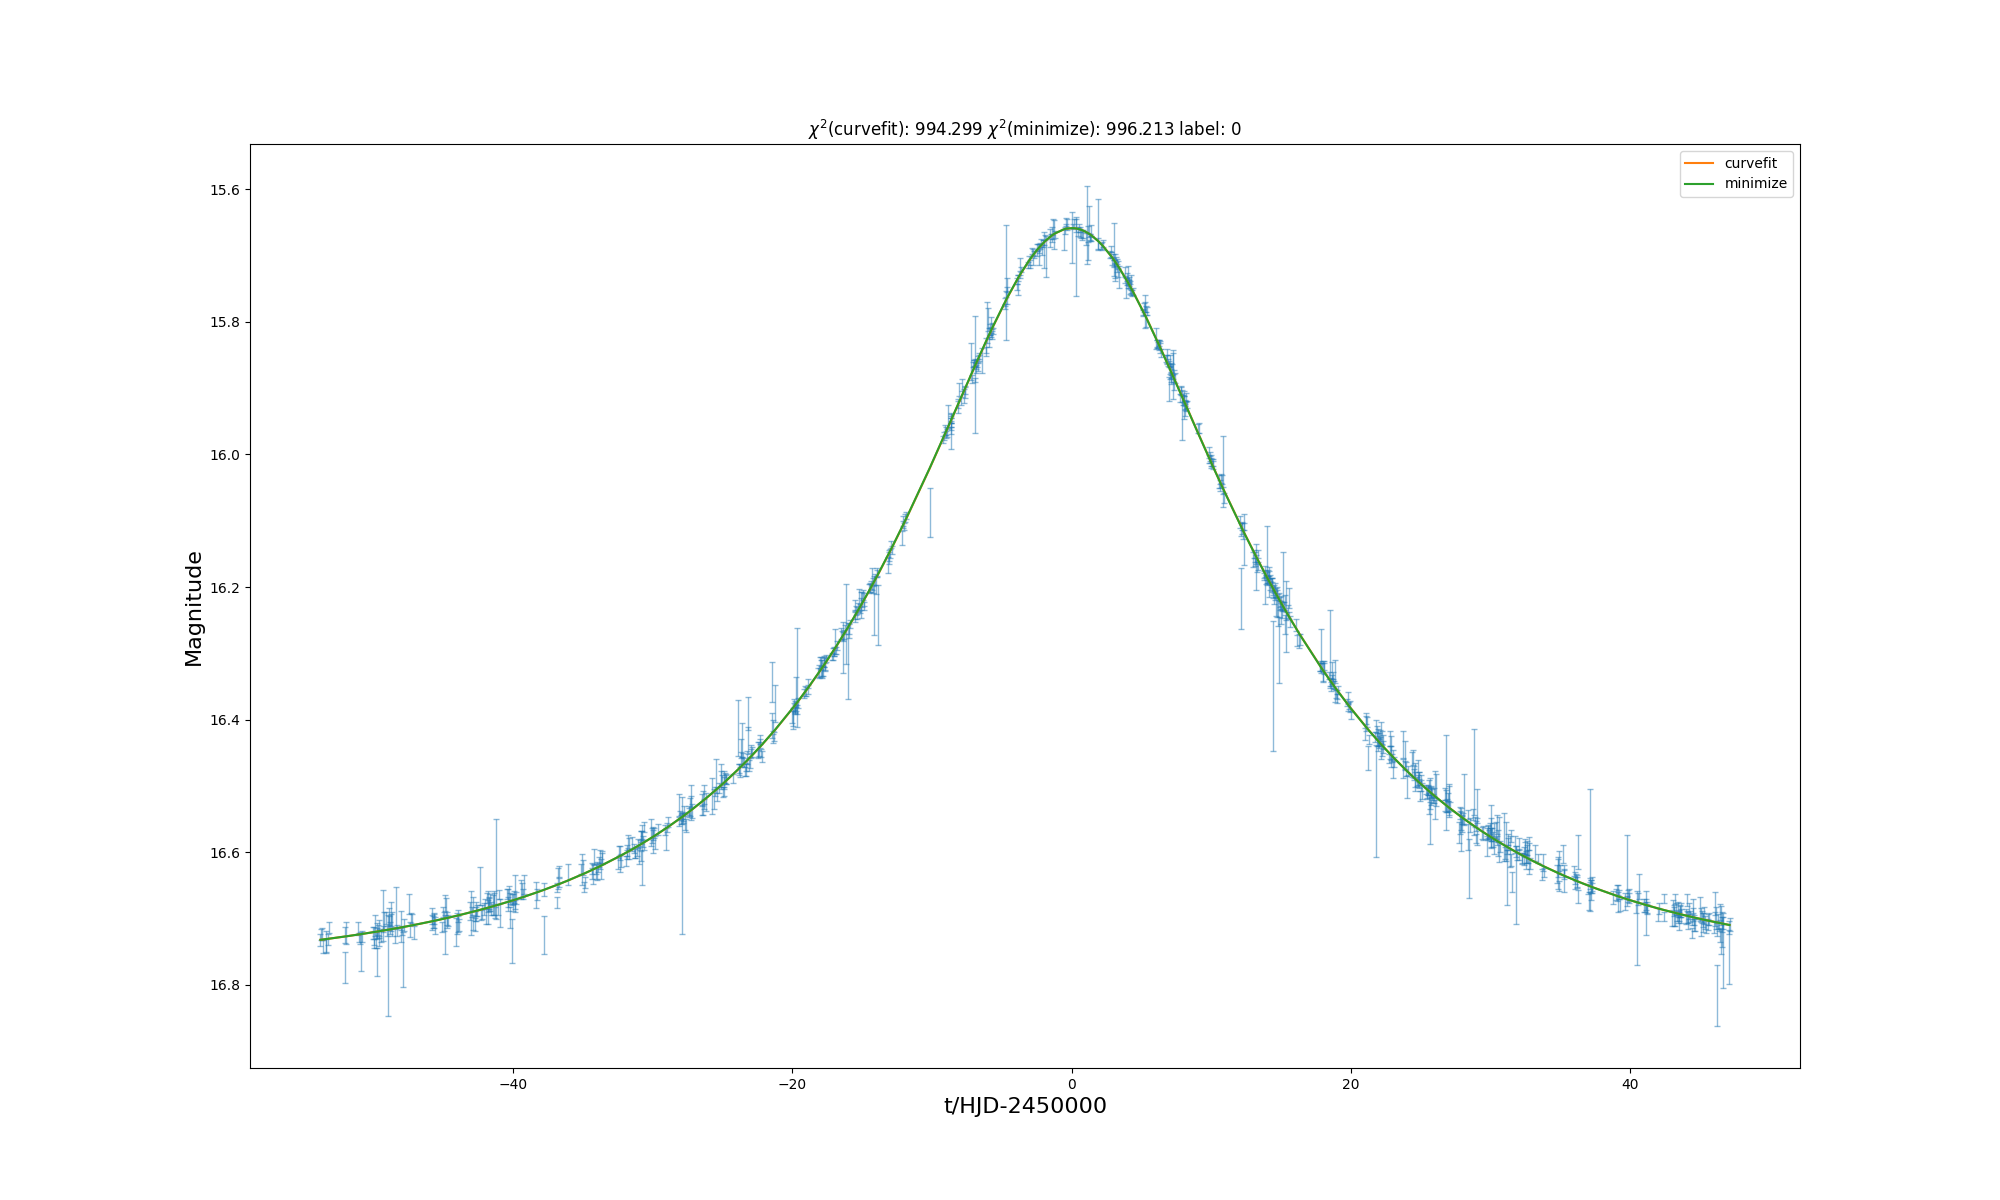 χ²(curvefit): 994.299 χ²(minimize): 996.213 label: 0
curvefit
minimize
15.6
15.8
16.0
16.2
16.4
16.6
16.8
Magnitude
−40
−20
0
20
40
t/HJD-2450000